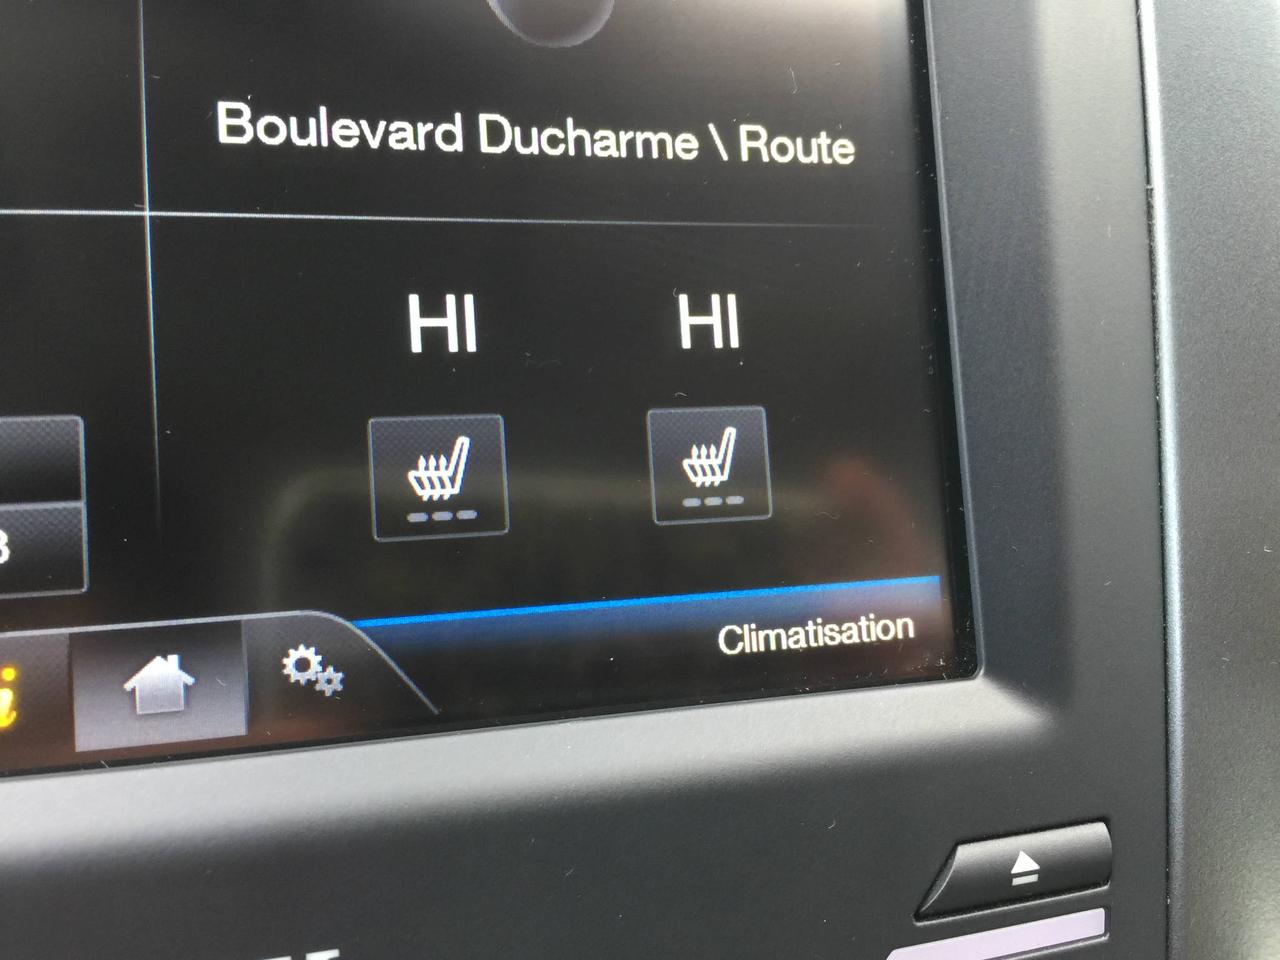 Boulevard Ducharme \ Route
HI HI
Climatisation